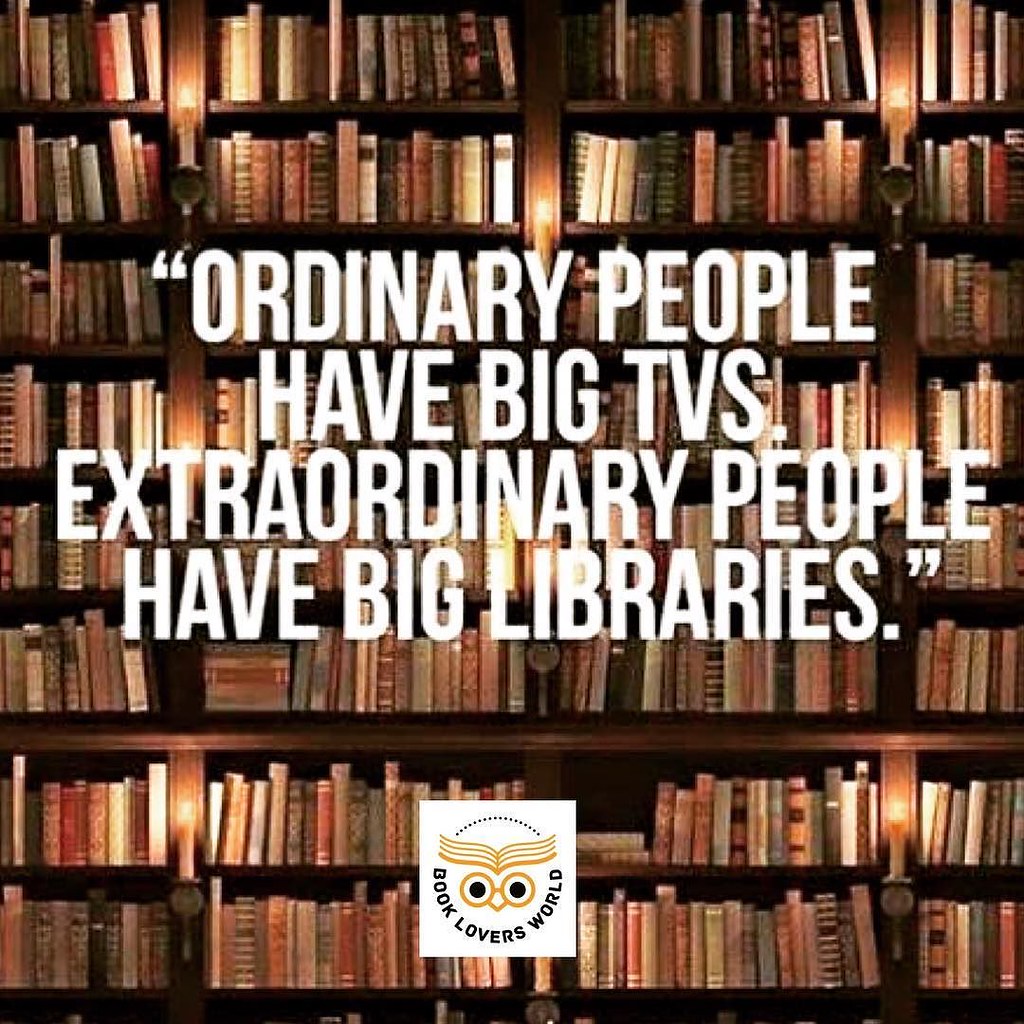 “ORDINARY PEOPLE
HAVE BIG TVS.
EXTRAORDINARY PEOPLE
HAVE BIG LIBRARIES.”
BOOK LOVERS WORLD